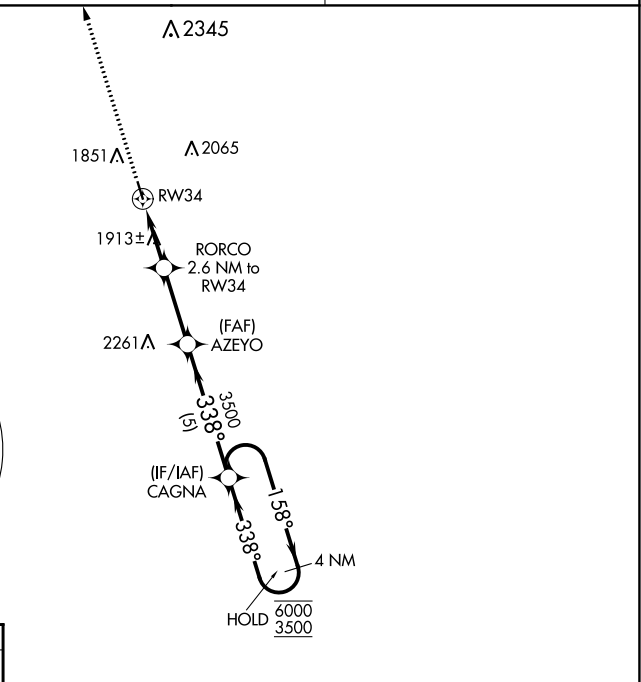 2345
1851
2065
RW34
1913±
RORCO
2.6 NM to
RW34
(FAF)
AZEYO
2261
3500
338°
(5)
(IF/IAF)
CAGNA
158°
338°
4 NM
HOLD
6000
3500